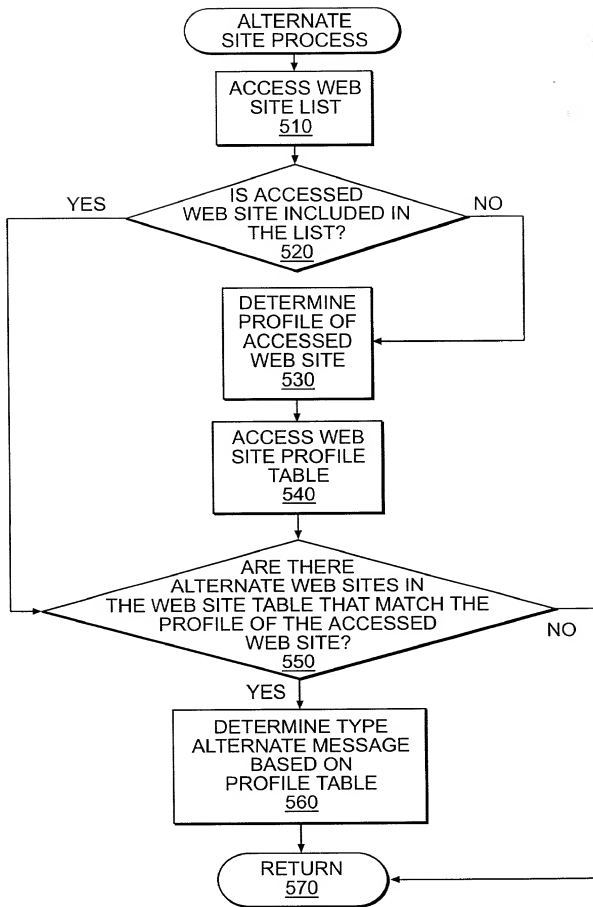 ALTERNATE
SITE PROCESS
ACCESS WEB
SITE LIST
510
IS ACCESSED
WEB SITE INCLUDED IN
THE LIST?
520
YES
NO
DETERMINE
PROFILE OF
ACCESSED
WEB SITE
530
ACCESS WEB
SITE PROFILE
TABLE
540
ARE THERE
ALTERNATE WEB SITES IN
THE WEB SITE TABLE THAT MATCH THE
PROFILE OF THE ACCESSED
WEB SITE?
550
NO
YES
DETERMINE TYPE
ALTERNATE MESSAGE
BASED ON
PROFILE TABLE
560
RETURN
570